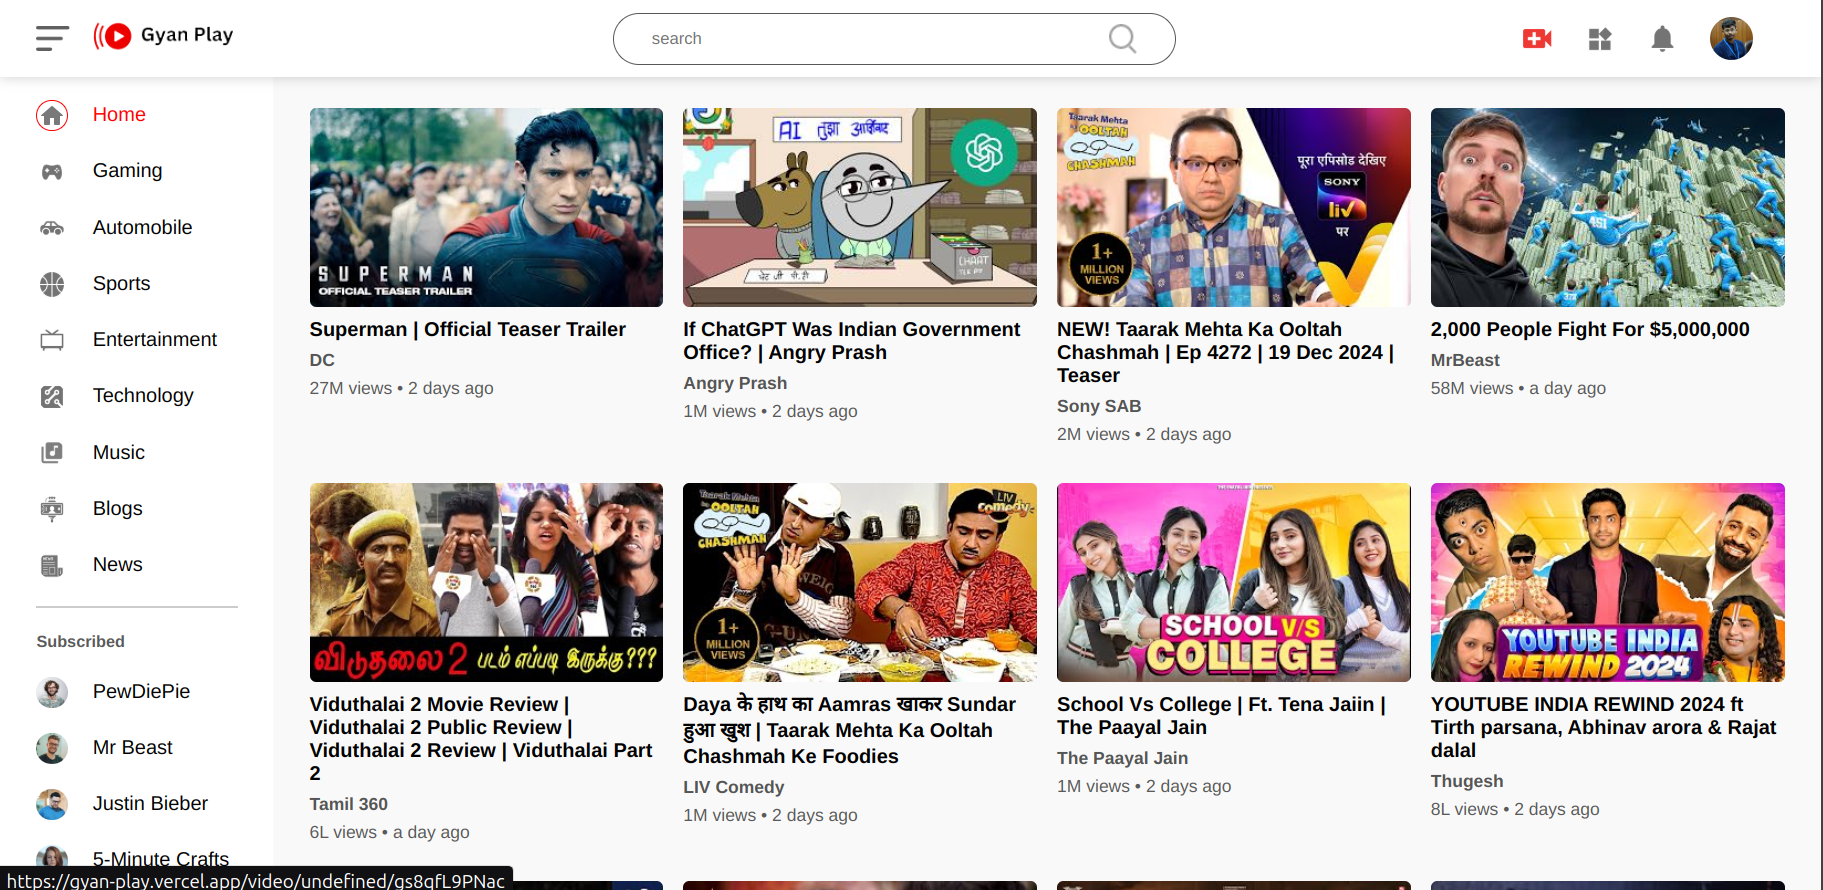 Gyan Play
search
Home
Gaming
Automobile
Sports
Entertainment
Technology
Music
Blogs
News
Subscribed
PewDiePie
Mr Beast
Justin Bieber
5-Minute Crafts
SUPERMAN
OFFICIAL TEASER TRAILER
Superman | Official Teaser Trailer
DC
27M views • 2 days ago
AI तुझा आर्शिवाद
चेट जी पी.टी
CHAAT
If ChatGPT Was Indian Government
Office? | Angry Prash
Angry Prash
1M views • 2 days ago
Taarak Mehta
OOLTAH
CHASHMAH
पूरा एपिसोड देखिए
SONY
liv
पर
1+
MILLION
VIEWS
NEW! Taarak Mehta Ka Ooltah
Chashmah | Ep 4272 | 19 Dec 2024 |
Teaser
Sony SAB
2M views • 2 days ago
451
2,000 People Fight For $5,000,000
MrBeast
58M views • a day ago
விடுதலை 2 படம் எப்படி இருக்கு???
Viduthalai 2 Movie Review |
Viduthalai 2 Public Review |
Viduthalai 2 Review | Viduthalai Part
2
Tamil 360
6L views • a day ago
Taarak Mehta
OOLTAH
CHASHMAH
LIV
Comedy
1+
MILLION
VIEWS
Daya के हाथ का Aamras खाकर Sundar
हुआ खुश | Taarak Mehta Ka Ooltah
Chashmah Ke Foodies
LIV Comedy
1M views • 2 days ago
SCHOOL V/S
COLLEGE
School Vs College | Ft. Tena Jaiin |
The Paayal Jain
The Paayal Jain
1M views • 2 days ago
YOUTUBE INDIA
REWIND 2024
YOUTUBE INDIA REWIND 2024 ft
Tirth parsana, Abhinav arora & Rajat
dalal
Thugesh
8L views • 2 days ago
https://gyan-play.vercel.app/video/undefined/gs8qfL9PNac